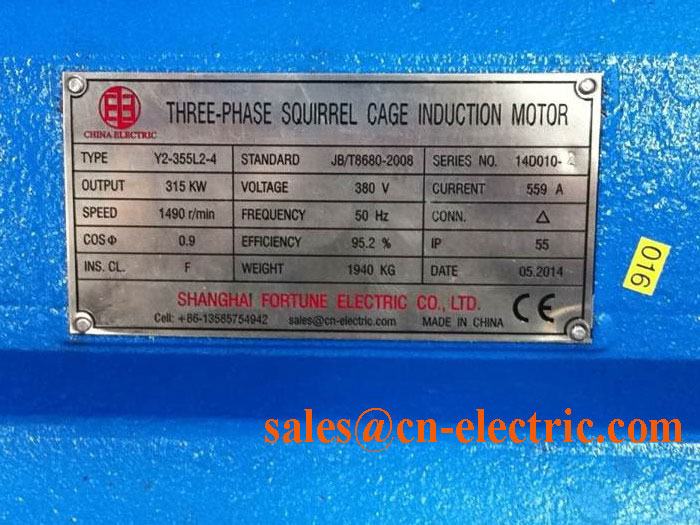 THREE-PHASE SQUIRREL CAGE INDUCTION MOTOR
CHINA ELECTRIC
TYPE Y2-355L2-4 STANDARD JB/T8680-2008 SERIES NO. 14D010-
OUTPUT 315 KW VOLTAGE 380 V CURRENT 559 A
SPEED 1490 r/min FREQUENCY 50 Hz CONN. △
COSΦ 0.9 EFFICIENCY 95.2 % IP 55
INS. CL. F WEIGHT 1940 KG DATE 05.2014
SHANGHAI FORTUNE ELECTRIC CO., LTD. CE
Cell: +86-13585754942 sales@cn-electric.com MADE IN CHINA
016
sales@cn-electric.com